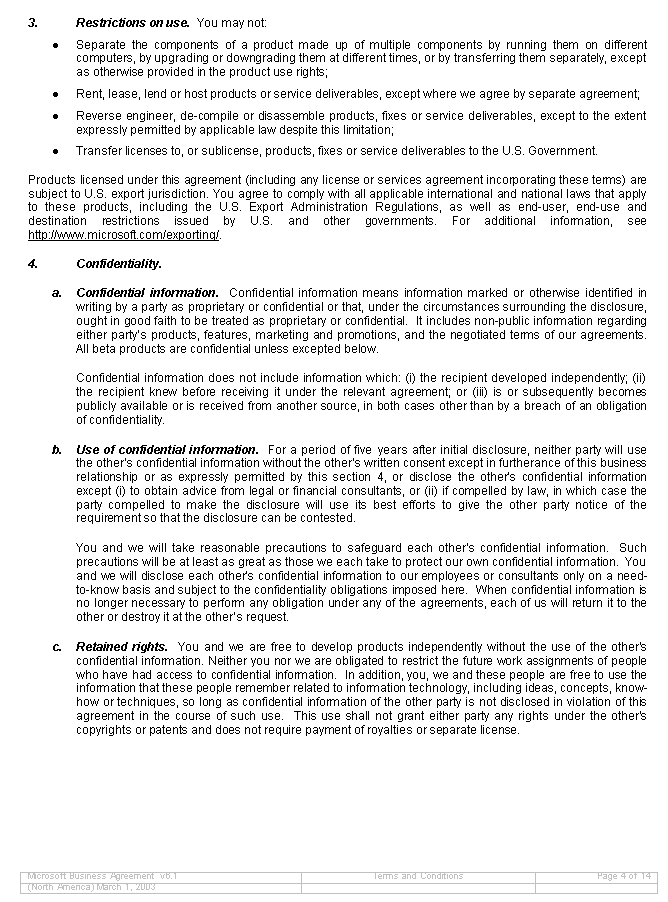 3. Restrictions on use. You may not:
● Separate the components of a product made up of multiple components by running them on different
computers, by upgrading or downgrading them at different times, or by transferring them separately, except
as otherwise provided in the product use rights;
● Rent, lease, lend or host products or service deliverables, except where we agree by separate agreement;
● Reverse engineer, de-compile or disassemble products, fixes or service deliverables, except to the extent
expressly permitted by applicable law despite this limitation;
● Transfer licenses to, or sublicense, products, fixes or service deliverables to the U.S. Government.
Products licensed under this agreement (including any license or services agreement incorporating these terms) are
subject to U.S. export jurisdiction. You agree to comply with all applicable international and national laws that apply
to these products, including the U.S. Export Administration Regulations, as well as end-user, end-use and
destination restrictions issued by U.S. and other governments. For additional information, see
http://www.microsoft.com/exporting/.
4. Confidentiality.
a. Confidential information. Confidential information means information marked or otherwise identified in
writing by a party as proprietary or confidential or that, under the circumstances surrounding the disclosure,
ought in good faith to be treated as proprietary or confidential. It includes non-public information regarding
either party's products, features, marketing and promotions, and the negotiated terms of our agreements.
All beta products are confidential unless excepted below.
Confidential information does not include information which: (i) the recipient developed independently; (ii)
the recipient knew before receiving it under the relevant agreement; or (iii) is or subsequently becomes
publicly available or is received from another source, in both cases other than by a breach of an obligation
of confidentiality.
b. Use of confidential information. For a period of five years after initial disclosure, neither party will use
the other's confidential information without the other's written consent except in furtherance of this business
relationship or as expressly permitted by this section 4, or disclose the other's confidential information
except (i) to obtain advice from legal or financial consultants, or (ii) if compelled by law, in which case the
party compelled to make the disclosure will use its best efforts to give the other party notice of the
requirement so that the disclosure can be contested.
You and we will take reasonable precautions to safeguard each other's confidential information. Such
precautions will be at least as great as those we each take to protect our own confidential information. You
and we will disclose each other's confidential information to our employees or consultants only on a need-
to-know basis and subject to the confidentiality obligations imposed here. When confidential information is
no longer necessary to perform any obligation under any of the agreements, each of us will return it to the
other or destroy it at the other's request.
c. Retained rights. You and we are free to develop products independently without the use of the other's
confidential information. Neither you nor we are obligated to restrict the future work assignments of people
who have had access to confidential information. In addition, you, we and these people are free to use the
information that these people remember related to information technology, including ideas, concepts, know-
how or techniques, so long as confidential information of the other party is not disclosed in violation of this
agreement in the course of such use. This use shall not grant either party any rights under the other's
copyrights or patents and does not require payment of royalties or separate license.
Microsoft Business Agreement v6.1 Terms and Conditions Page 4 of 14
(North America) March 1, 2003